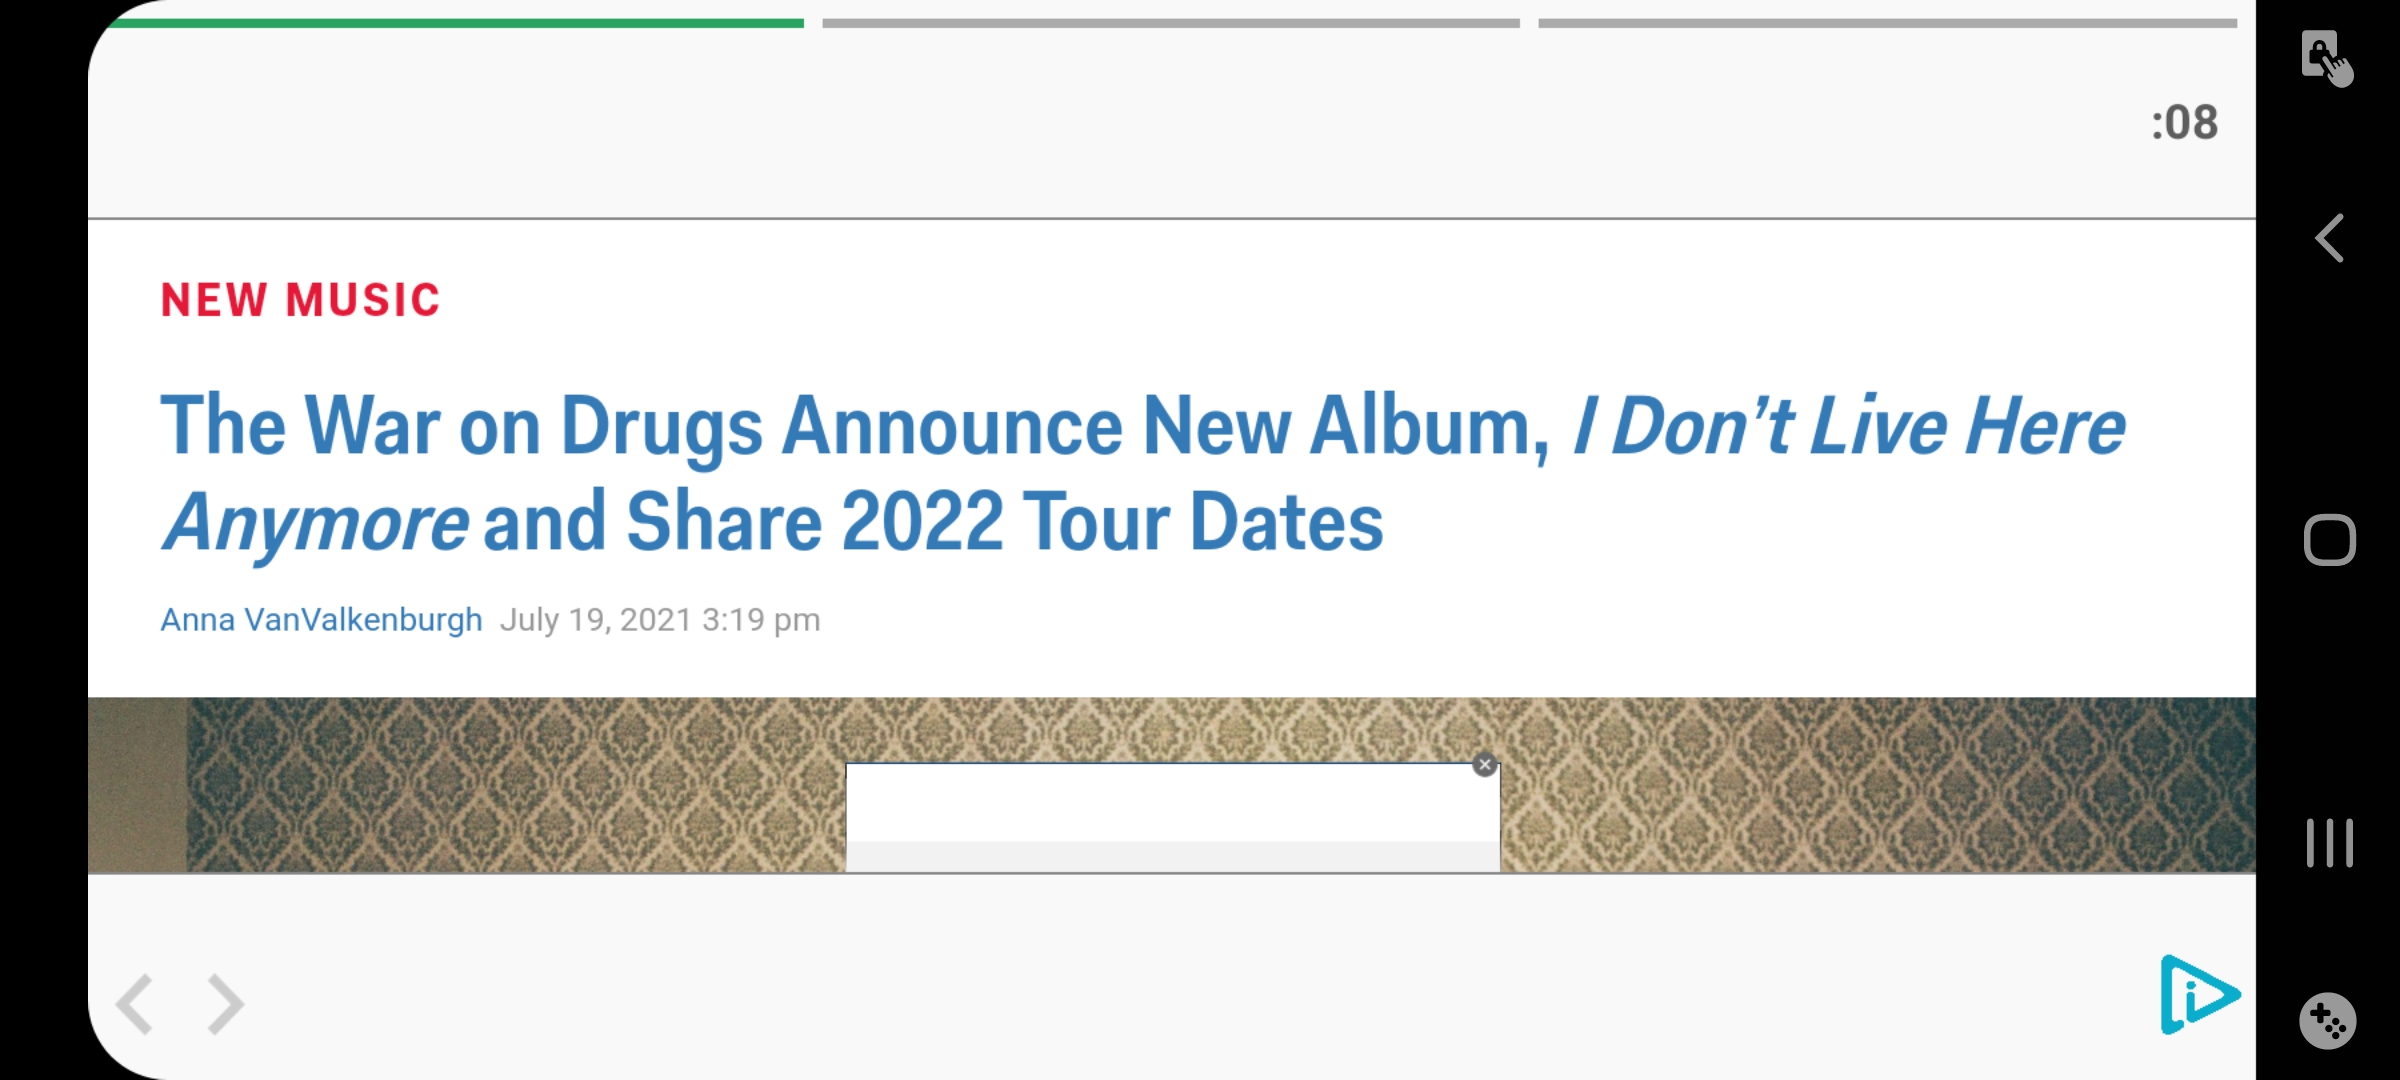 :08
NEW MUSIC
The War on Drugs Announce New Album, I Don’t Live Here
Anymore and Share 2022 Tour Dates
Anna VanValkenburgh July 19, 2021 3:19 pm